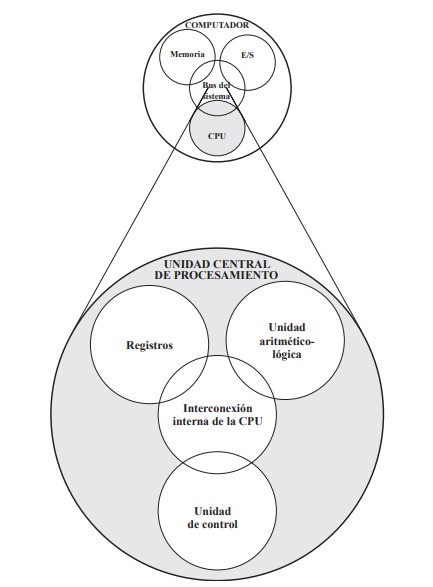 COMPUTADOR
Memoria
E/S
Bus del
sistema
CPU
UNIDAD CENTRAL
DE PROCESAMIENTO
Registros
Unidad
aritmético-
lógica
Interconexión
interna de la CPU
Unidad
de control